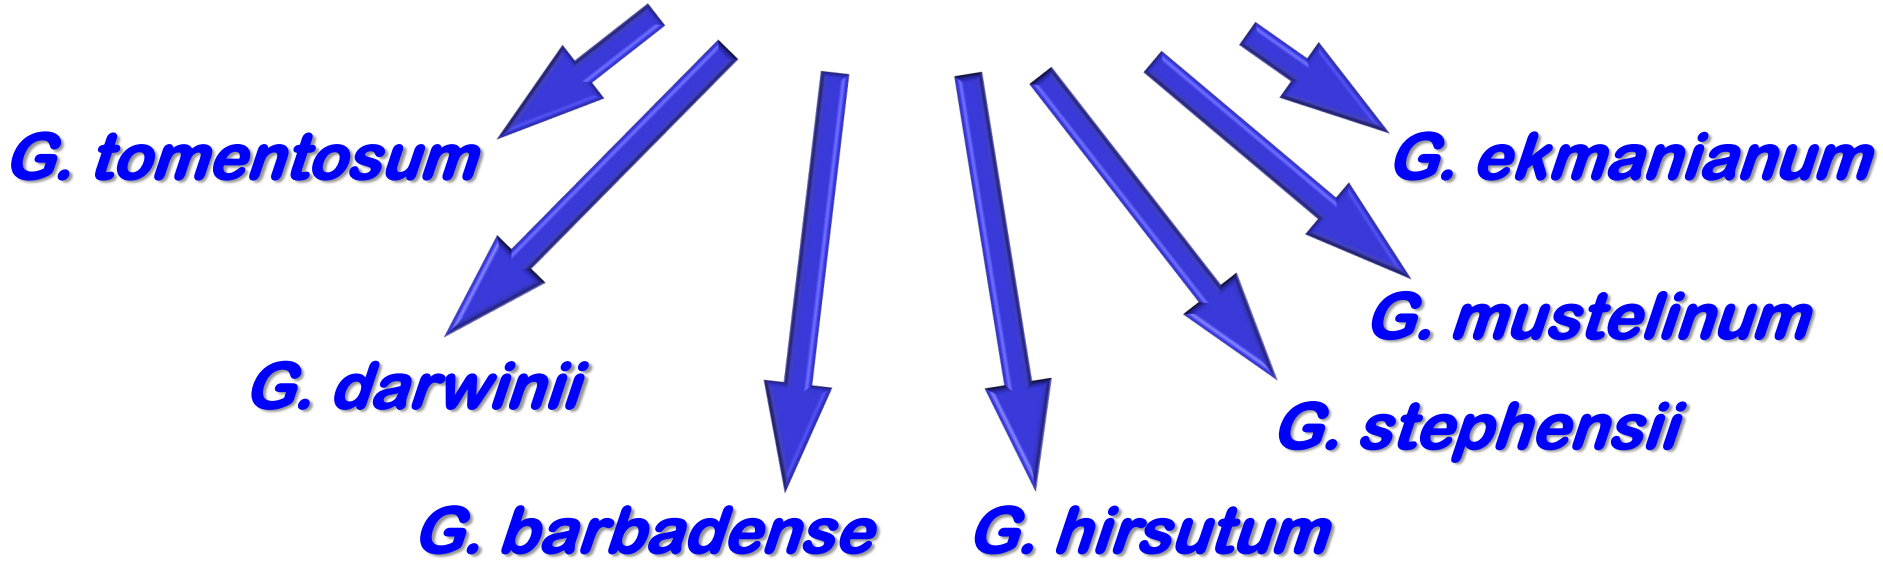 G. tomentosum
G. ekmanianum
G. mustelinum
G. darwinii
G. stephensii
G. barbadense
G. hirsutum